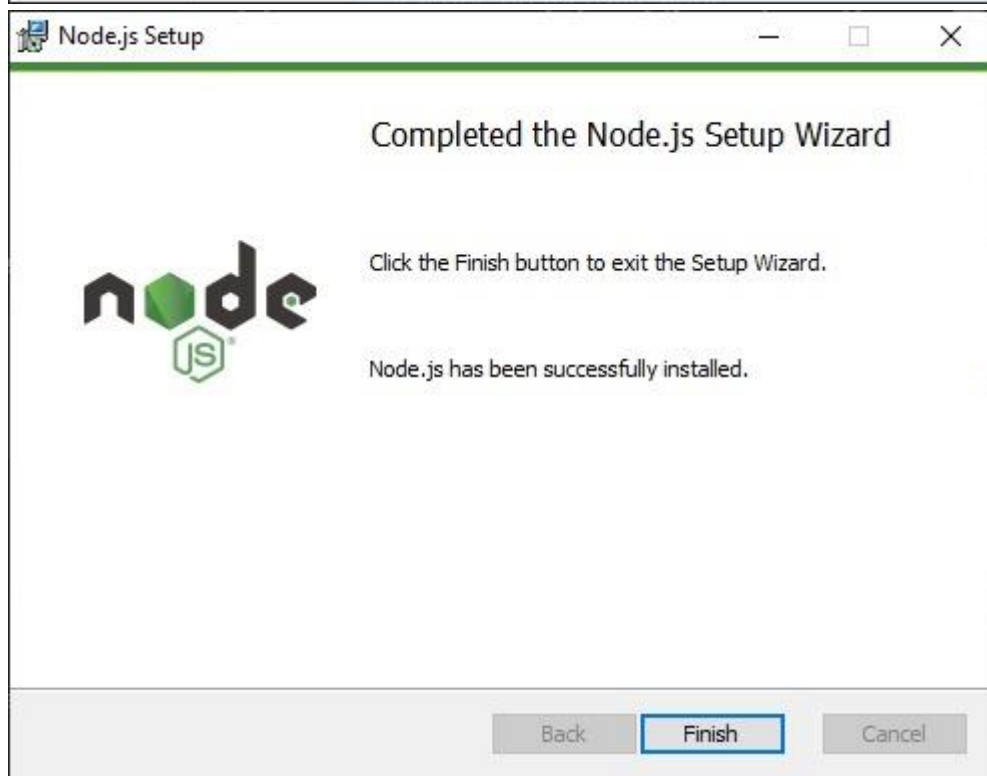 Node.js Setup
Completed the Node.js Setup Wizard
Click the Finish button to exit the Setup Wizard.
node
JS
Node.js has been successfully installed.
Back Finish Cancel